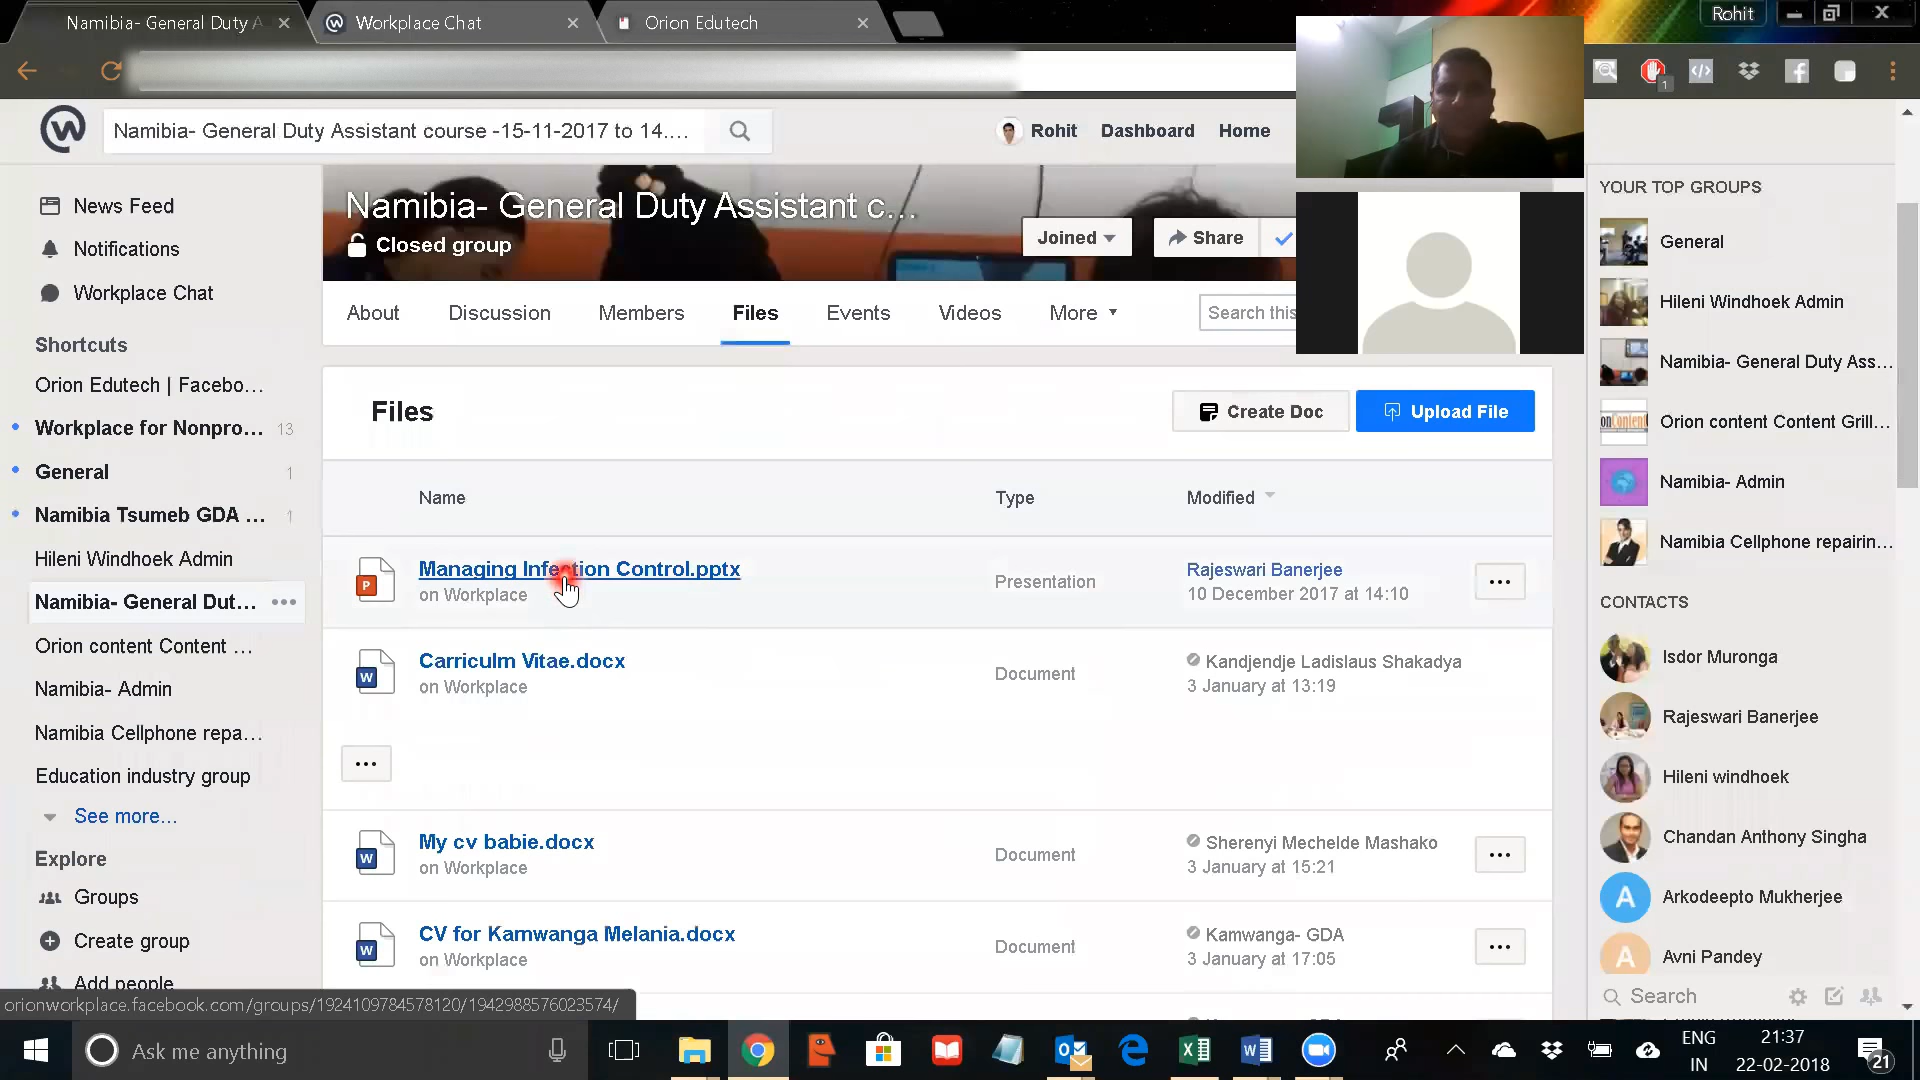 Namibia- General Duty A
Workplace Chat
Orion Edutech
Rohit
1
Namibia- General Duty Assistant course -15-11-2017 to 14....
Rohit
Dashboard
Home
News Feed
Notifications
Workplace Chat
Shortcuts
Orion Edutech | Facebo...
Workplace for Nonpro... 13
General 1
Namibia Tsumeb GDA ... 1
Hileni Windhoek Admin
Namibia- General Dut...
Orion content Content ...
Namibia- Admin
Namibia Cellphone repa...
Education industry group
See more...
Explore
Groups
Create group
Add people
Namibia- General Duty Assistant c...
Closed group
Joined
Share
About
Discussion
Members
Files
Events
Videos
More
Search this
Files
Create Doc
Upload File
Name
Type
Modified
Managing Infection Control.pptx
on Workplace
Presentation
Rajeswari Banerjee
10 December 2017 at 14:10
Carriculm Vitae.docx
on Workplace
Document
Kandjendje Ladislaus Shakadya
3 January at 13:19
My cv babie.docx
on Workplace
Document
Sherenyi Mechelde Mashako
3 January at 15:21
CV for Kamwanga Melania.docx
on Workplace
Document
Kamwanga- GDA
3 January at 17:05
YOUR TOP GROUPS
General
Hileni Windhoek Admin
Namibia- General Duty Ass...
Orion content Content Grill...
Namibia- Admin
Namibia Cellphone repairin...
CONTACTS
Isdor Muronga
Rajeswari Banerjee
Hileni windhoek
Chandan Anthony Singha
A
Arkodeepto Mukherjee
A
Avni Pandey
Search
orionworkplace.facebook.com/groups/1924109784578120/1942988576023574/
Ask me anything
ENG
IN
21:37
22-02-2018
21